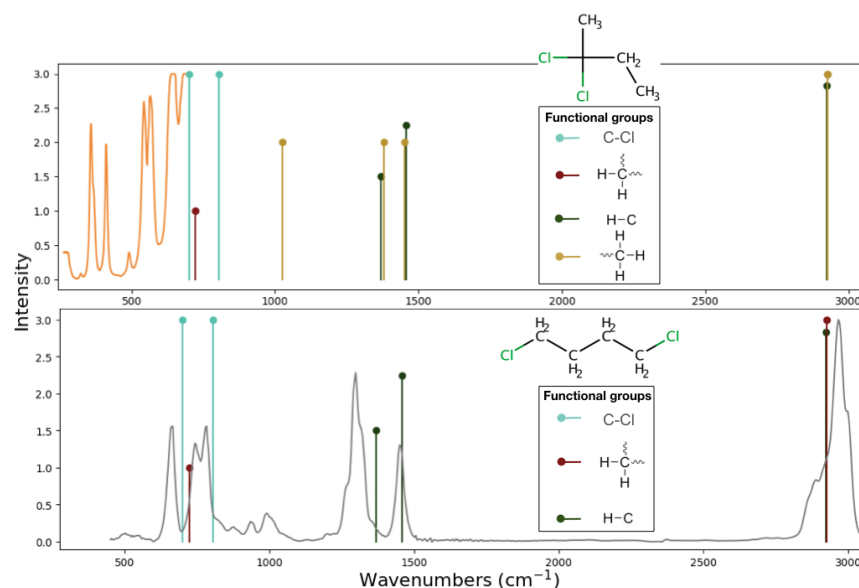 CH3
Cl
CH2
Cl
CH3
Functional groups
C-Cl
H-C
H
H-C
H
C-H
H
3.0
2.5
2.0
1.5
1.0
0.5
0.0
500
1000
1500
2000
2500
3000
Intensity
H2
C
H2
C
Cl
Cl
C
H2
C
H2
Functional groups
C-Cl
H-C
H
H-C
3.0
2.5
2.0
1.5
1.0
0.5
0.0
500
1000
1500
2000
2500
3000
Wavenumbers (cm⁻¹)